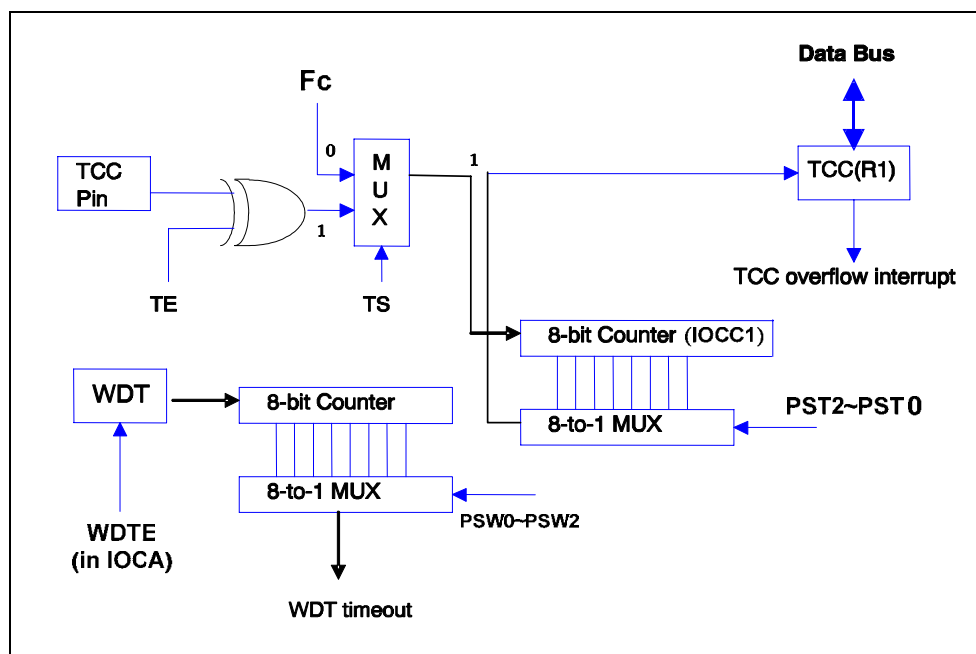 Data Bus
Fc
0
M
U
X
1
TCC
Pin
TCC(R1)
1
TE
TS
TCC overflow interrupt
8-bit Counter (IOCC1)
WDT
8-bit Counter
8-to-1 MUX
PST2~PST0
8-to-1 MUX
PSW0~PSW2
WDTE
(in IOCA)
WDT timeout